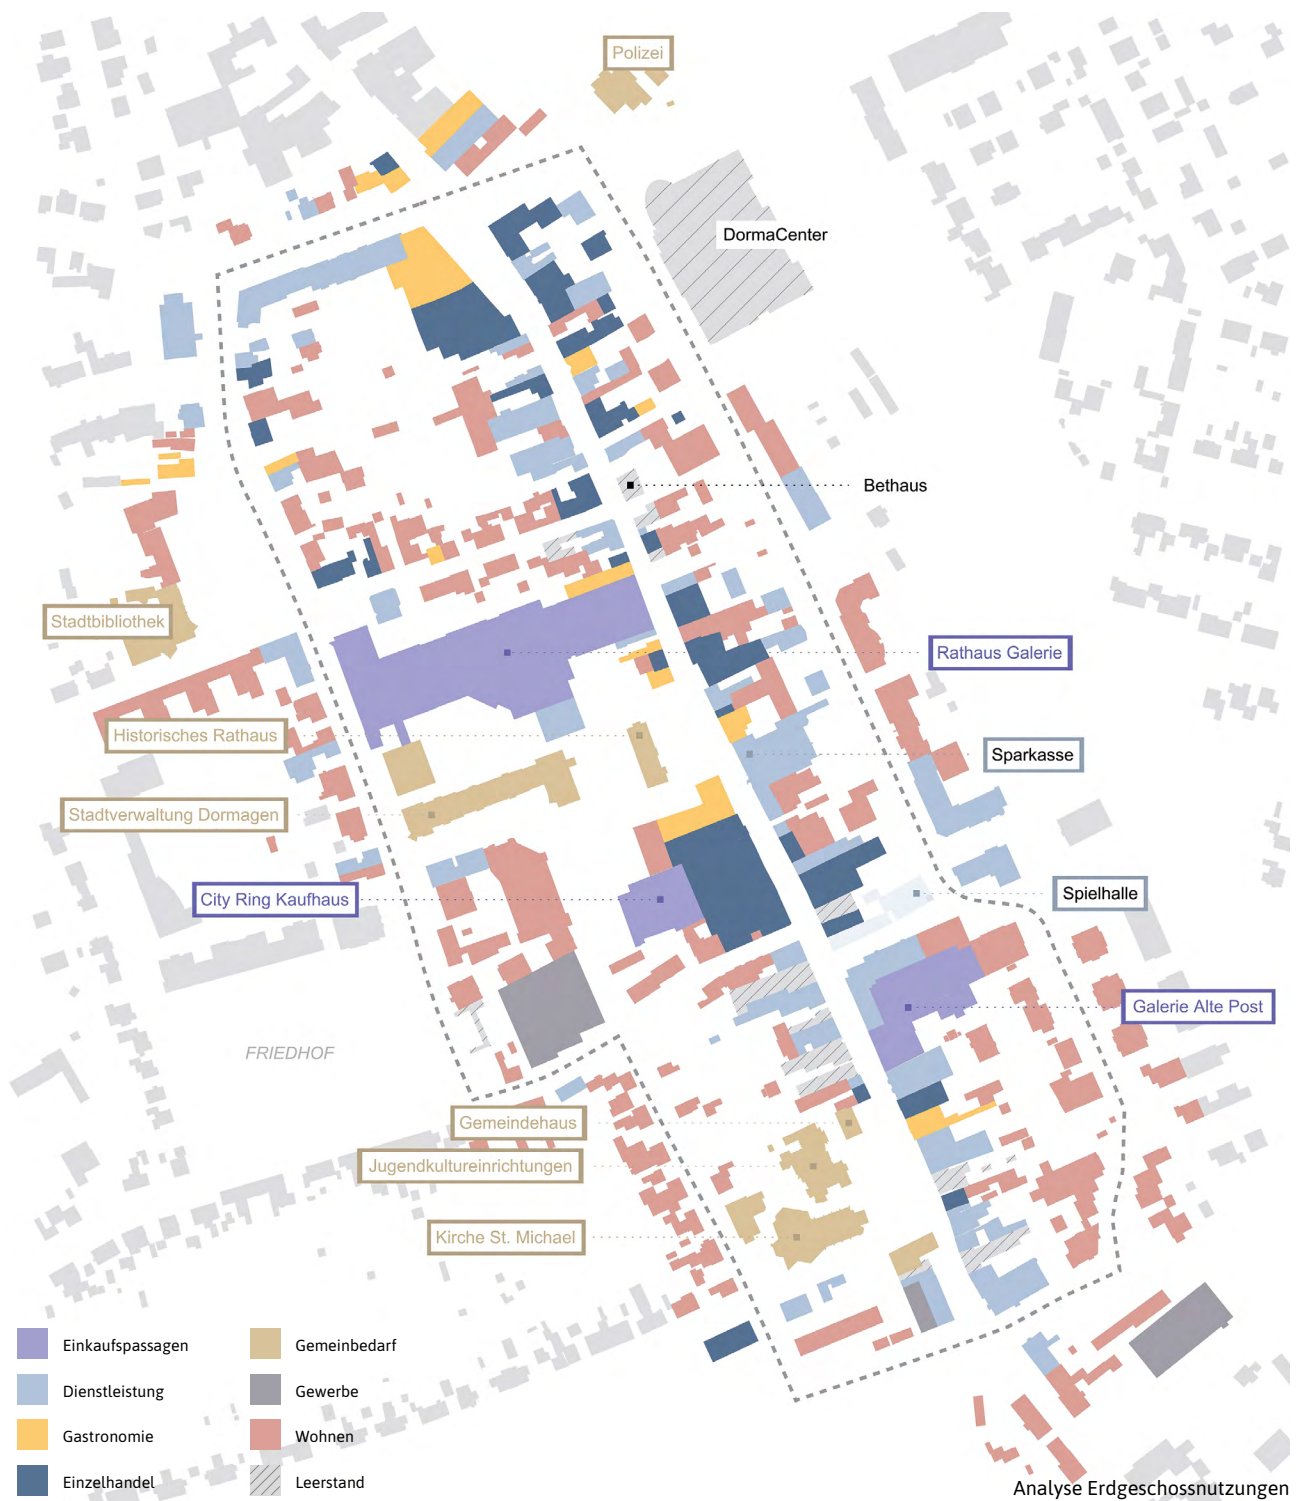 Polizei
DormaCenter
Bethaus
Stadtbibliothek
Rathaus Galerie
Historisches Rathaus
Sparkasse
Stadtverwaltung Dormagen
City Ring Kaufhaus
Spielhalle
Galerie Alte Post
FRIEDHOF
Gemeindehaus
Jugendkultureinrichtungen
Kirche St. Michael
Einkaufspassagen
Dienstleistung
Gastronomie
Einzelhandel
Gemeinbedarf
Gewerbe
Wohnen
Leerstand
Analyse Erdgeschossnutzungen